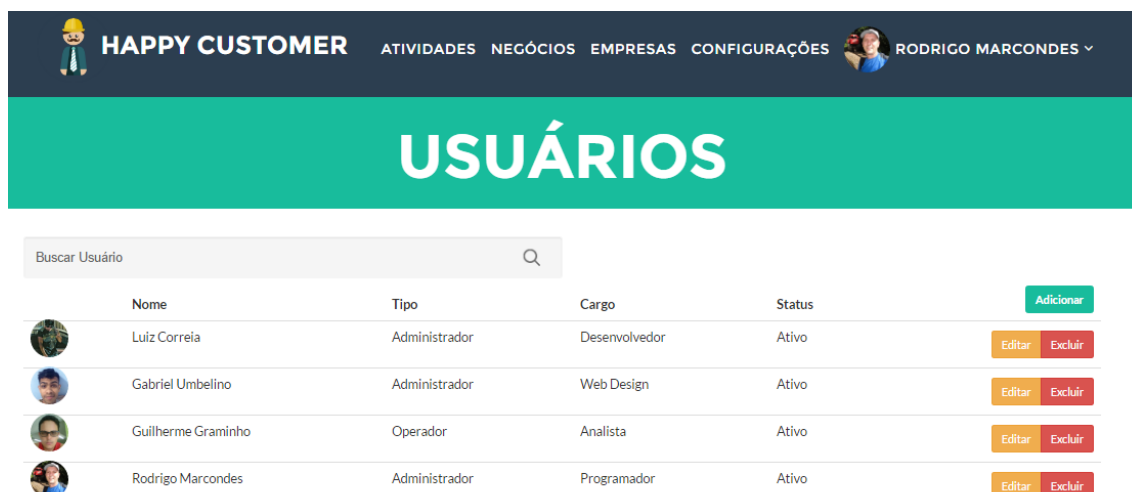 HAPPY CUSTOMER ATIVIDADES NEGÓCIOS EMPRESAS CONFIGURAÇÕES RODRIGO MARCONDES
USUÁRIOS
Buscar Usuário
Nome Tipo Cargo Status Adicionar
Luiz Correia Administrador Desenvolvedor Ativo Editar Excluir
Gabriel Umbelino Administrador Web Design Ativo Editar Excluir
Guilherme Graminho Operador Analista Ativo Editar Excluir
Rodrigo Marcondes Administrador Programador Ativo Editar Excluir